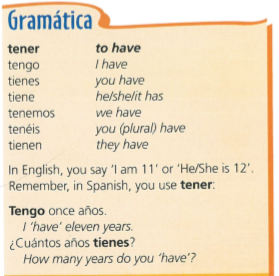 Gramática
tener to have
tengo I have
tienes you have
tiene he/she/it has
tenemos we have
tenéis you (plural) have
tienen they have
In English, you say 'I am 11' or 'He/She is 12'.
Remember, in Spanish, you use tener:
Tengo once años.
I 'have' eleven years.
¿Cuántos años tienes?
How many years do you 'have'?